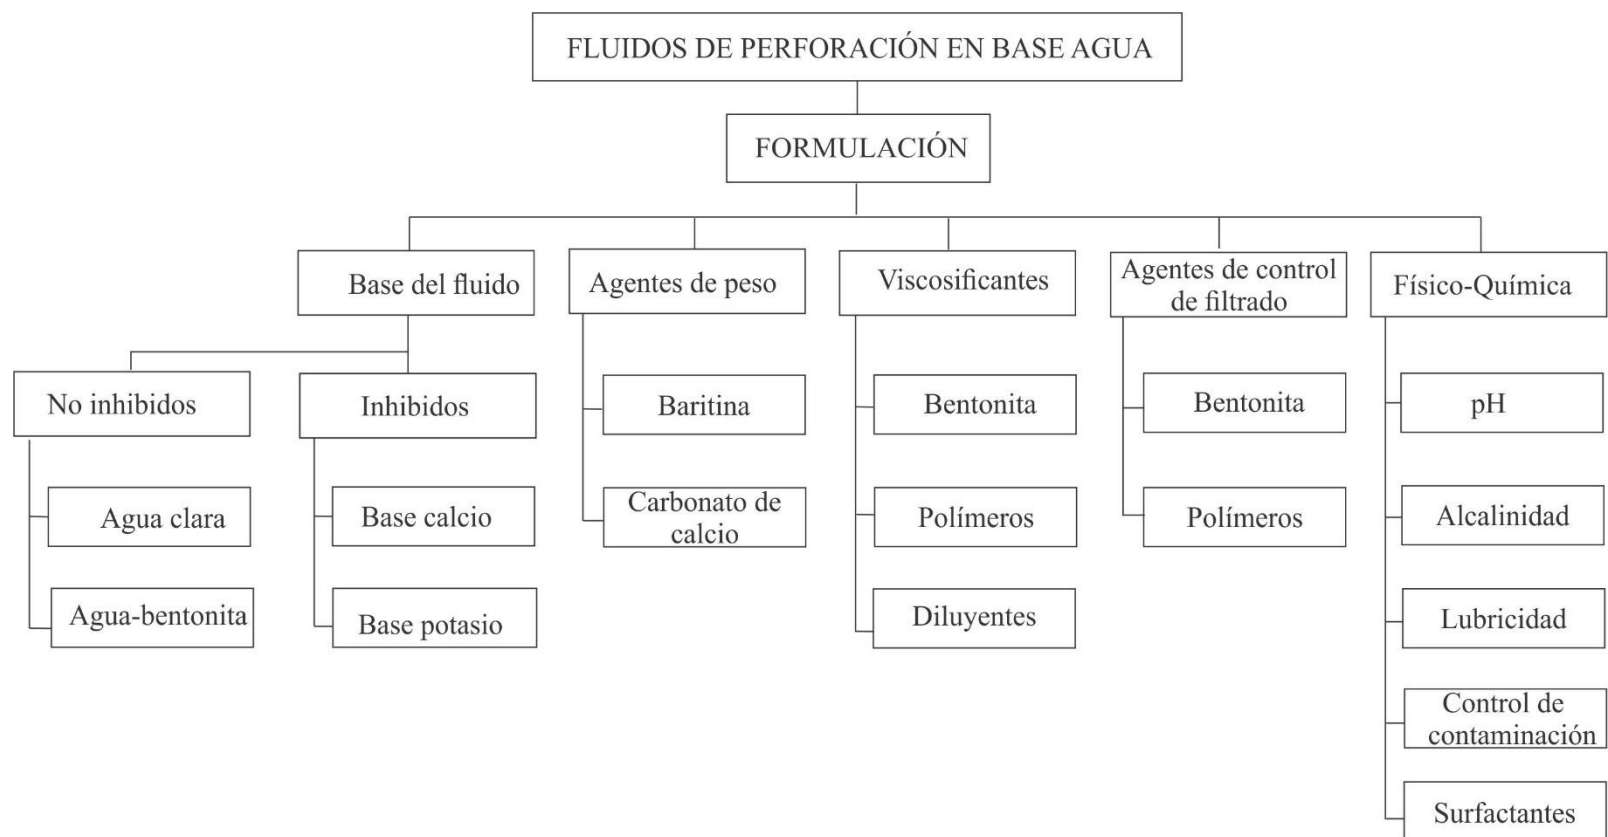 FLUIDOS DE PERFORACIÓN EN BASE AGUA
FORMULACIÓN
Base del fluido
Agentes de peso
Viscosificantes
Agentes de control
de filtrado
Físico-Química
No inhibidos
Inhibidos
Baritina
Bentonita
Bentonita
pH
Agua clara
Base calcio
Carbonato de
calcio
Polímeros
Polímeros
Alcalinidad
Agua-bentonita
Base potasio
Diluyentes
Lubricidad
Control de
contaminación
Surfactantes